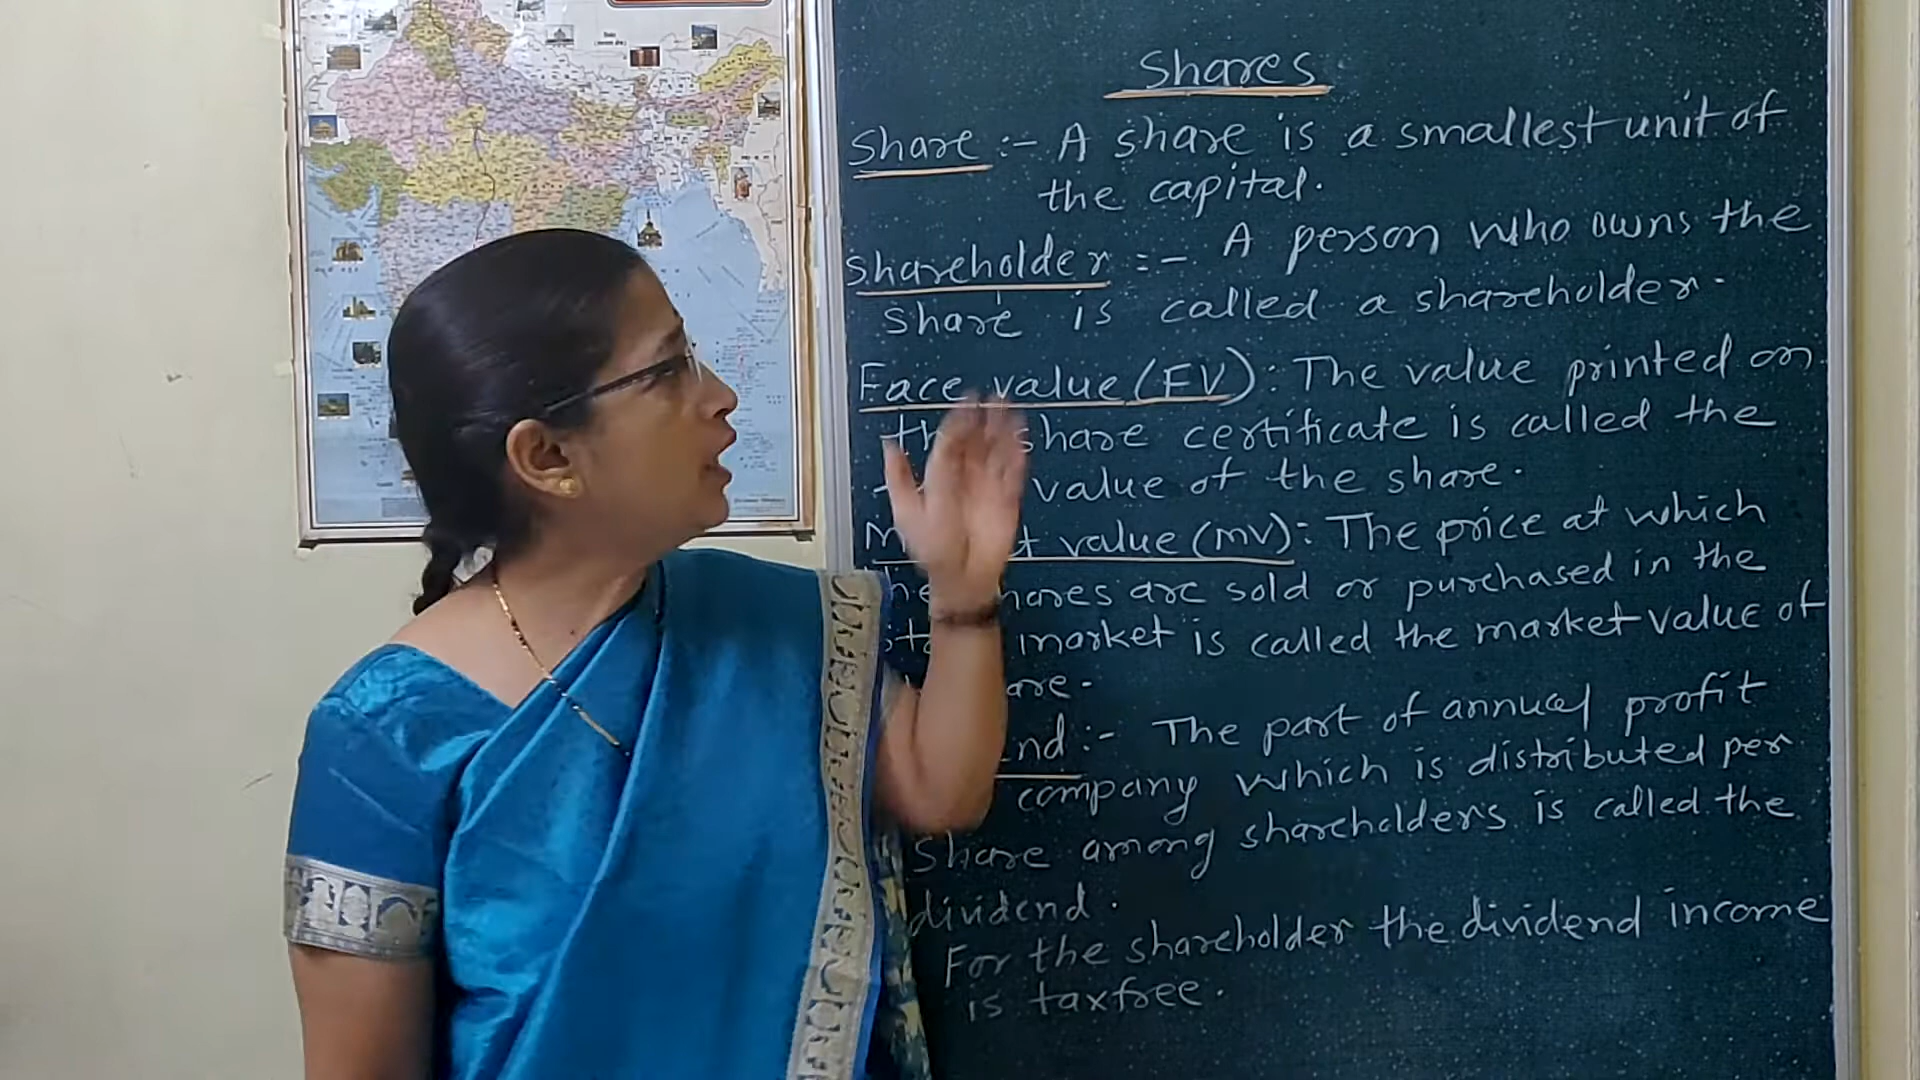 Shares
Share :- A share is a smallest unit of
the capital.
Shareholder :- A person who owns the
share is called a shareholder.
Face value (FV) : The value printed on
share certificate is called the
value of the share.
value (MV) : The price at which
shares are sold or purchased in the
market is called the market value of
The part of annual profit
company which is distributed per
share among shareholders is called the
dividend.
For the shareholder the dividend income
is taxfree.